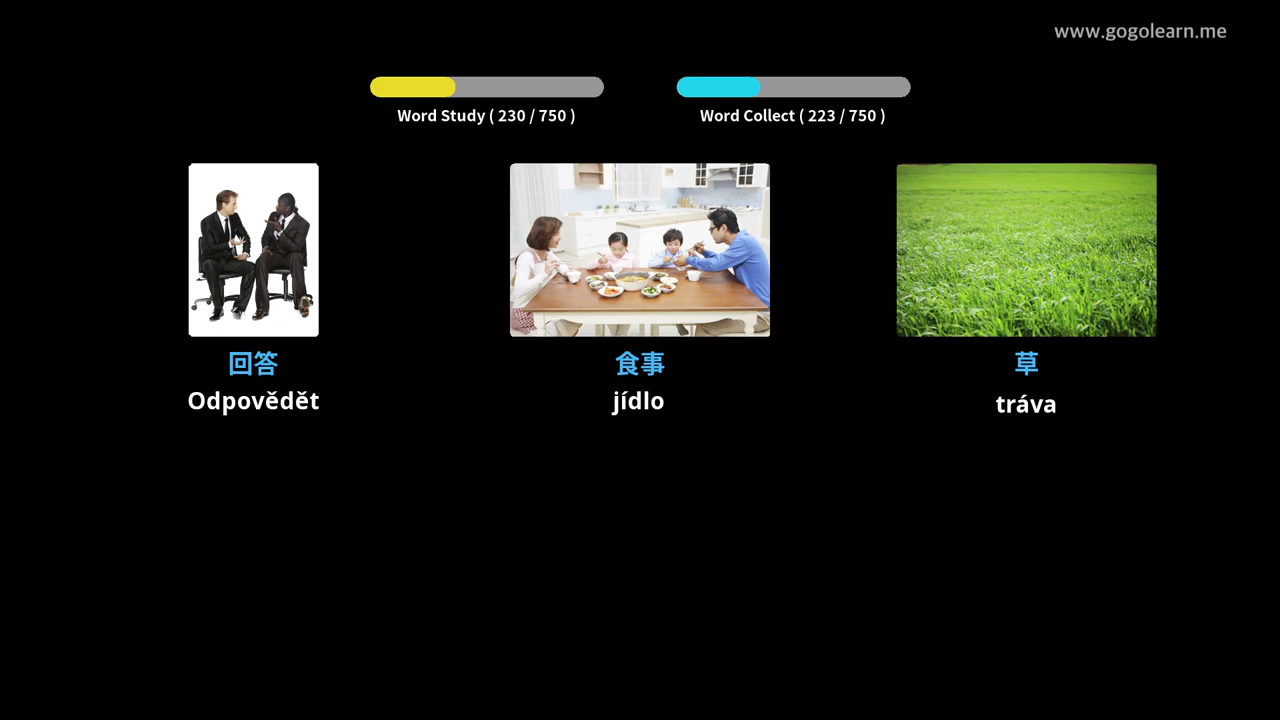 www.gogolearn.me
Word Study ( 230 / 750 )
Word Collect ( 223 / 750 )
回答
Odpovědět
食事
jídlo
草
tráva